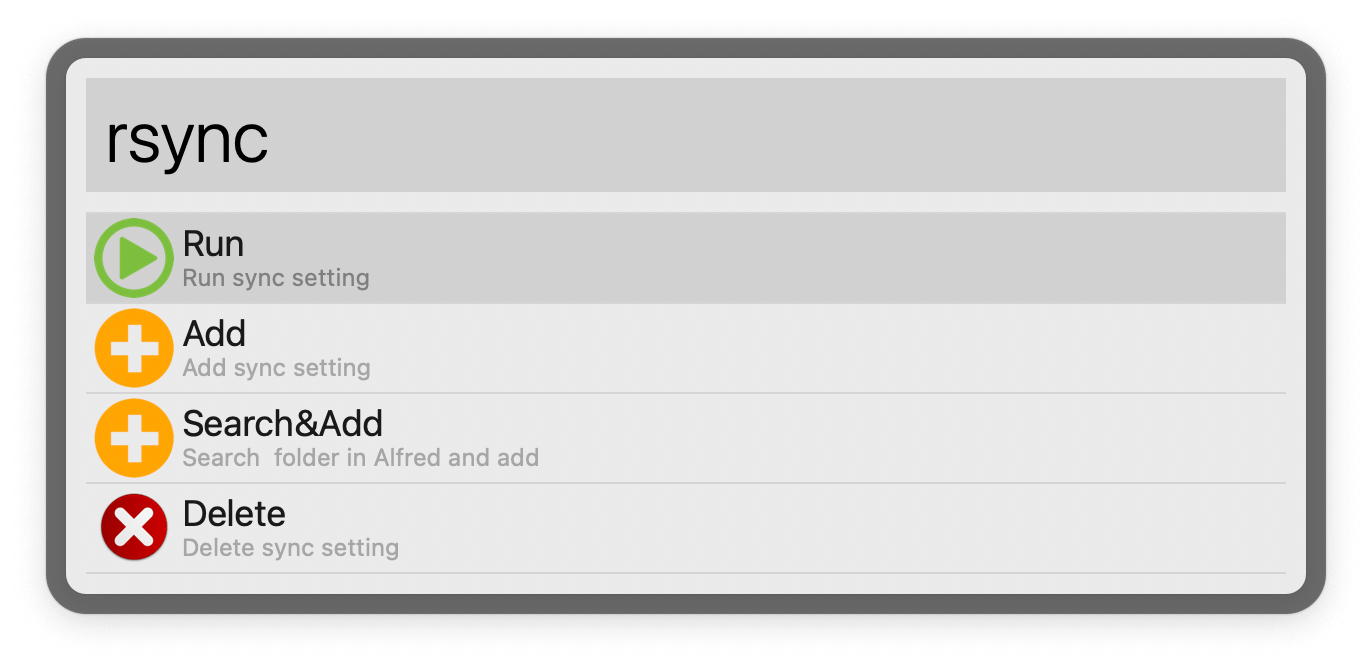 rsync
Run
Run sync setting
Add
Add sync setting
Search&Add
Search  folder in Alfred and add
Delete
Delete sync setting